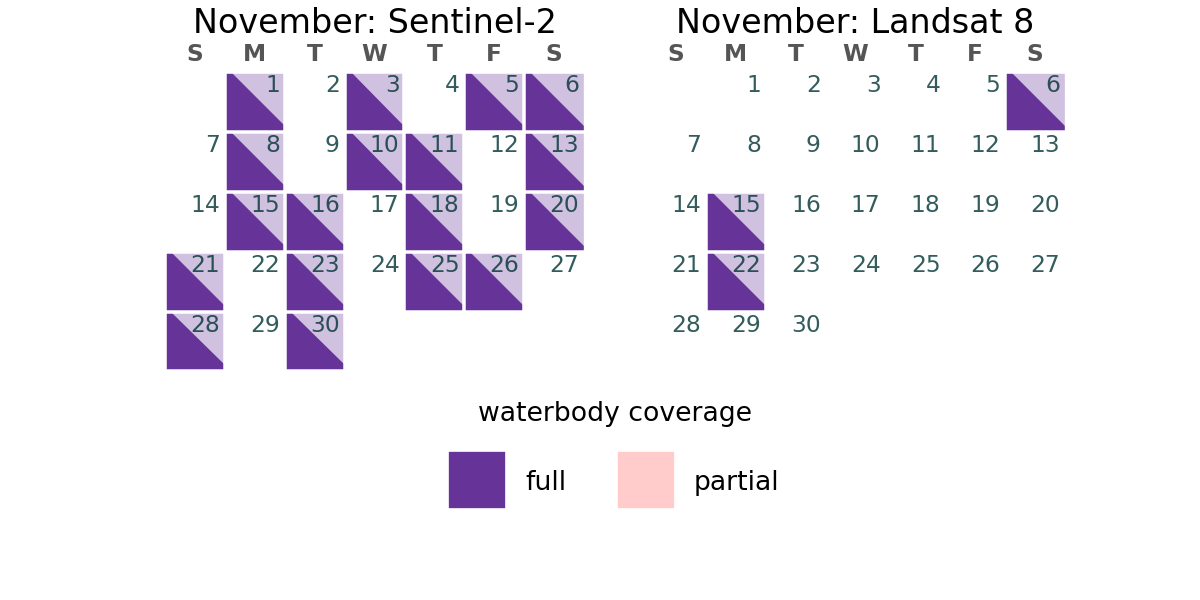 November: Sentinel-2
S M T W T F S
1 2 3 4 5 6
7 8 9 10 11 12 13
14 15 16 17 18 19 20
21 22 23 24 25 26 27
28 29 30
November: Landsat 8
S M T W T F S
1 2 3 4 5 6
7 8 9 10 11 12 13
14 15 16 17 18 19 20
21 22 23 24 25 26 27
28 29 30
waterbody coverage
full partial